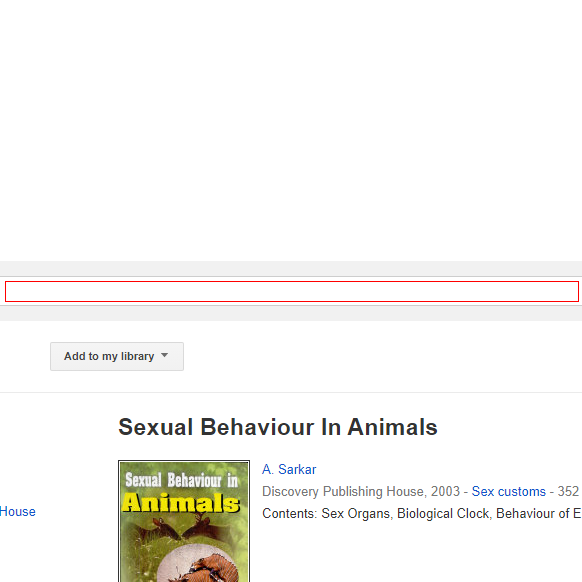 Add to my library
Sexual Behaviour In Animals
Sexual Behaviour in
Animals
A. Sarkar
Discovery Publishing House, 2003 - Sex customs - 352
House
Contents: Sex Organs, Biological Clock, Behaviour of E